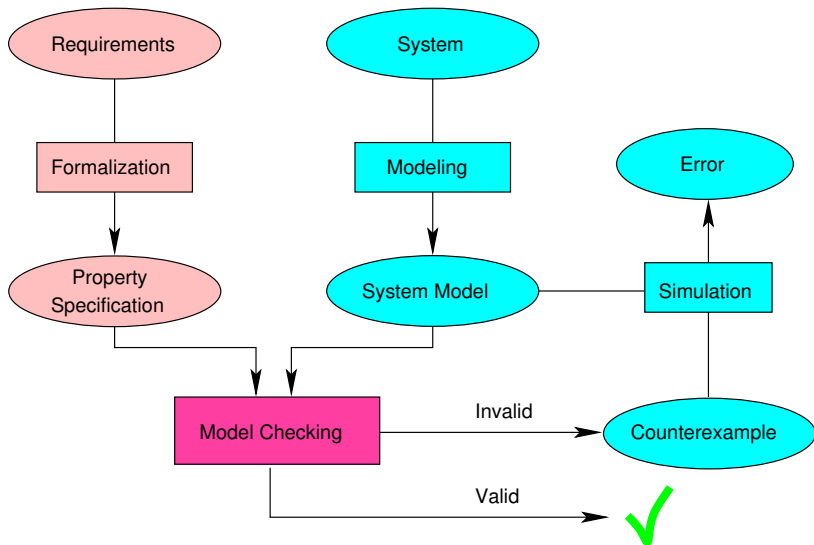 Requirements
System
Formalization
Modeling
Error
Property
Specification
System Model
Simulation
Invalid
Model Checking
Counterexample
Valid